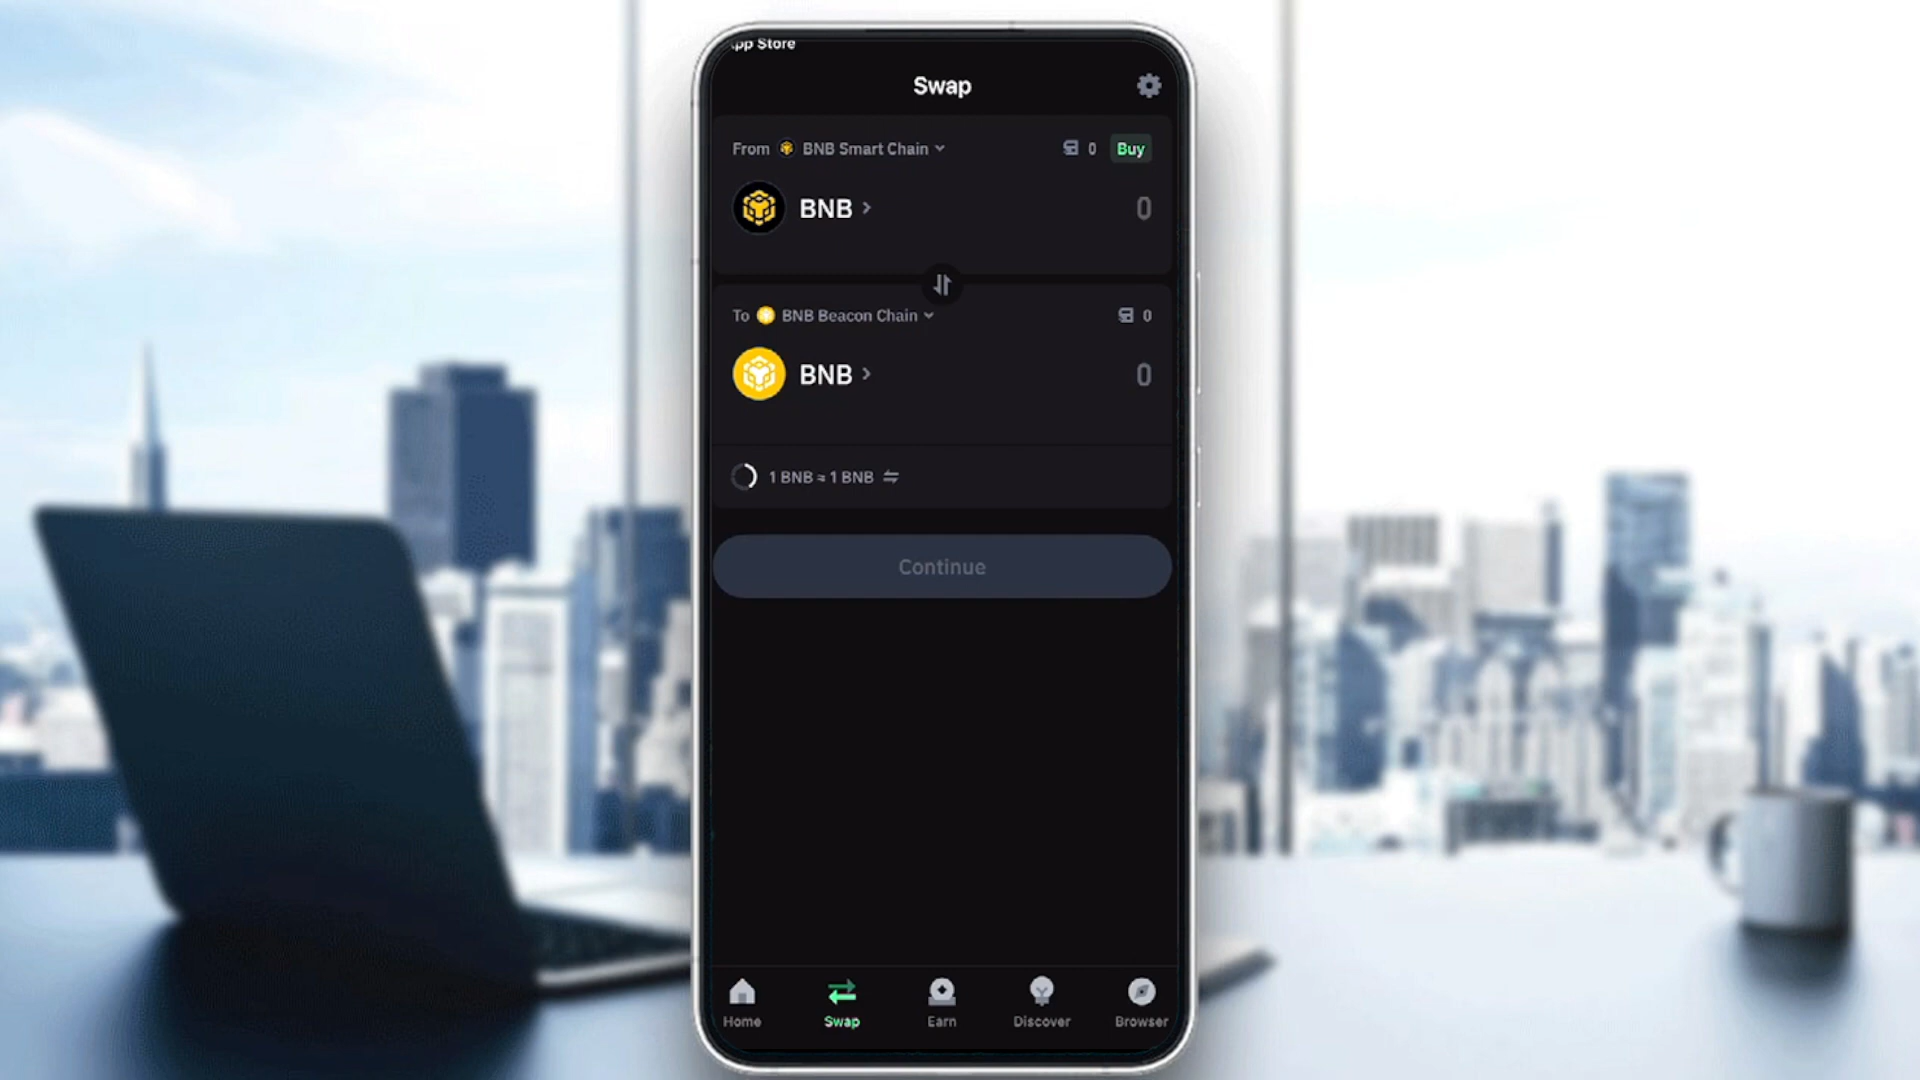 App Store
Swap
From BNB Smart Chain 0 Buy
BNB 0
To BNB Beacon Chain 0
BNB 0
1 BNB ≈ 1 BNB
Continue
Home Swap Earn Discover Browser